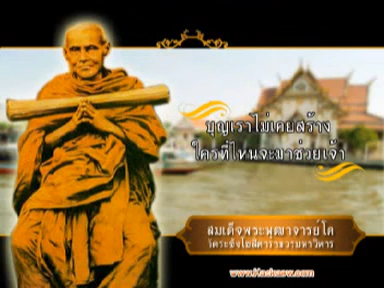 บุญเราไม่เคยสร้าง
ใครที่ไหนจะมาช่วยเจ้า
สมเด็จพระพุฒาจารย์โต
วัดระฆังโฆสิตารามวรมหาวิหาร